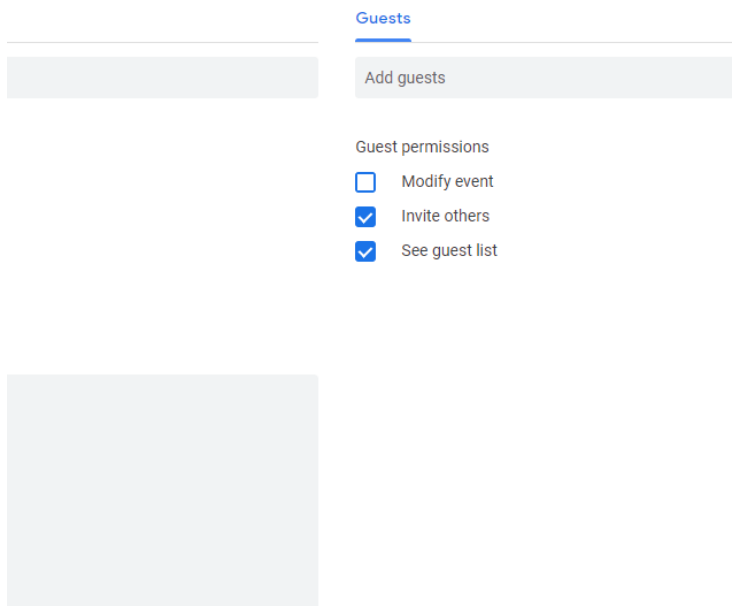 Guests
Add guests
Guest permissions
Modify event
Invite others
See guest list